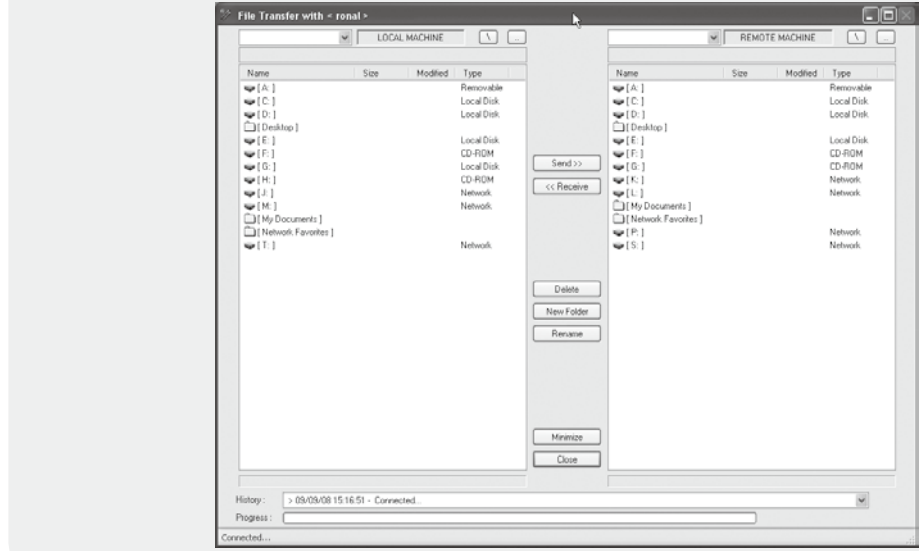 File Transfer with < ronal >
LOCAL MACHINE \ ...
REMOTE MACHINE \ ...
Name Size Modified Type
[ A: ] Removable
[ C: ] Local Disk
[ D: ] Local Disk
[ Desktop ]
[ E: ] Local Disk
[ F: ] CD-ROM
[ G: ] Local Disk
[ H: ] CD-ROM
[ J: ] Network
[ M: ] Network
[ My Documents ]
[ Network Favorites ]
[ T: ] Network
Send >>
<< Receive
Delete
New Folder
Rename
Minimize
Close
Name Size Modified Type
[ A: ] Removable
[ C: ] Local Disk
[ D: ] Local Disk
[ Desktop ]
[ E: ] Local Disk
[ F: ] CD-ROM
[ G: ] CD-ROM
[ K: ] Network
[ L: ] Network
[ My Documents ]
[ Network Favorites ]
[ P: ] Network
[ S: ] Network
History : > 09/09/08 15:16:51 - Connected...
Progress :
Connected...